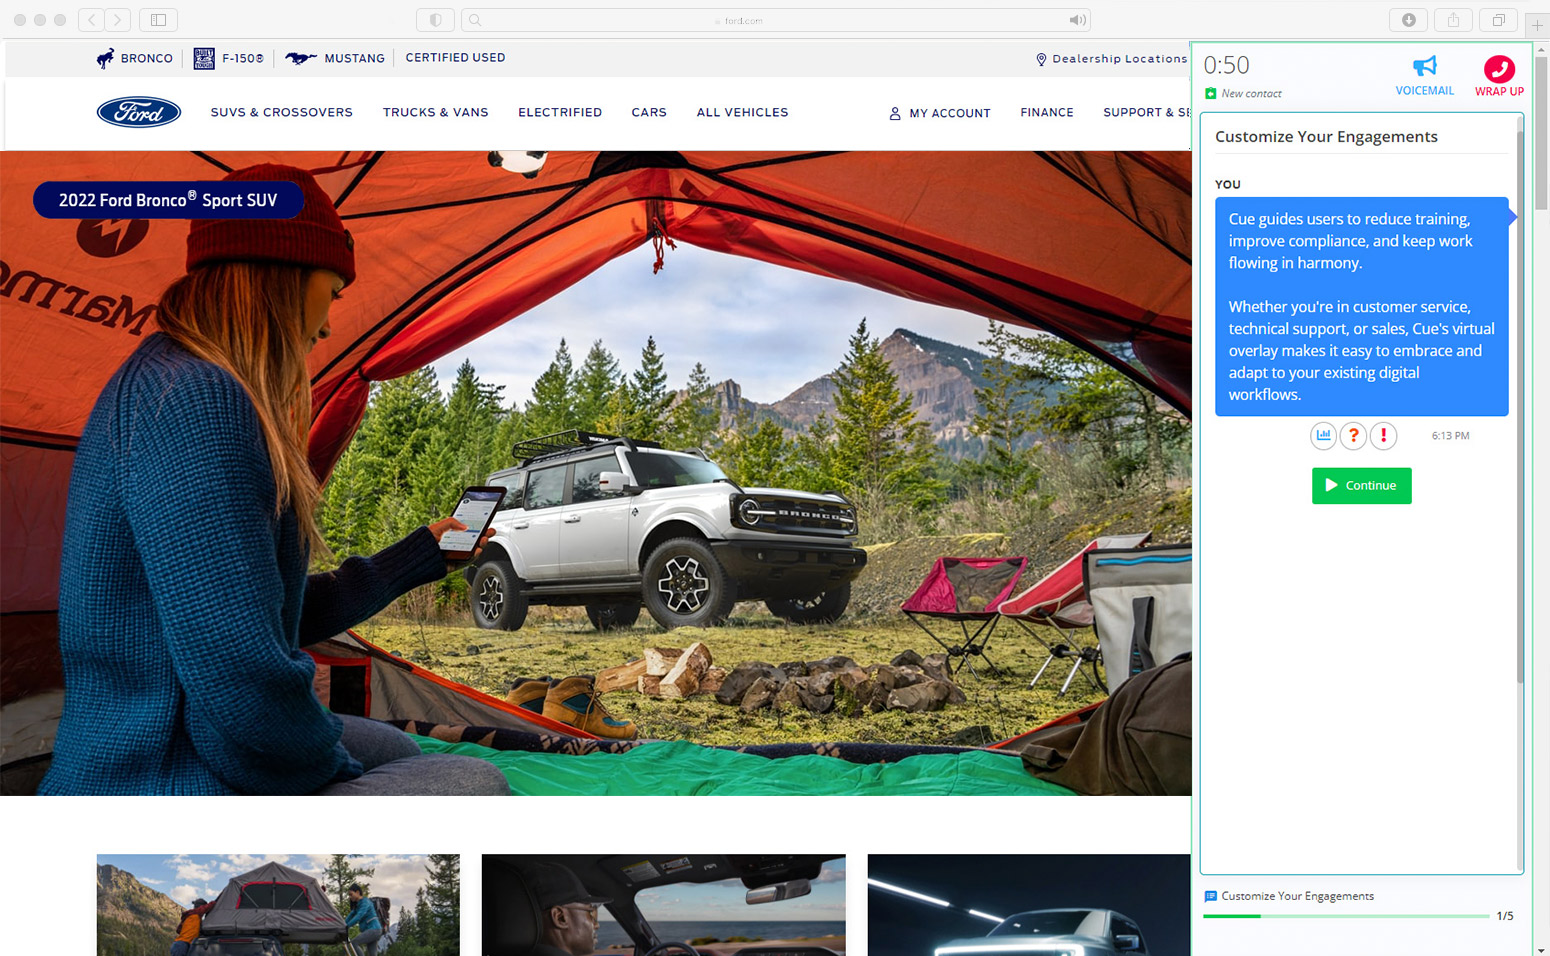 ford.com
BRONCO
F-150®
MUSTANG
CERTIFIED USED
Dealership Locations
Ford
SUVS & CROSSOVERS
TRUCKS & VANS
ELECTRIFIED
CARS
ALL VEHICLES
MY ACCOUNT
FINANCE
SUPPORT & SE
2022 Ford Bronco® Sport SUV
Marmo
BRONCO
0:50
New contact
VOICEMAIL
WRAP UP
Customize Your Engagements
YOU
Cue guides users to reduce training,
improve compliance, and keep work
flowing in harmony.
Whether you're in customer service,
technical support, or sales, Cue's virtual
overlay makes it easy to embrace and
adapt to your existing digital
workflows.
6:13 PM
Continue
Customize Your Engagements
1/5